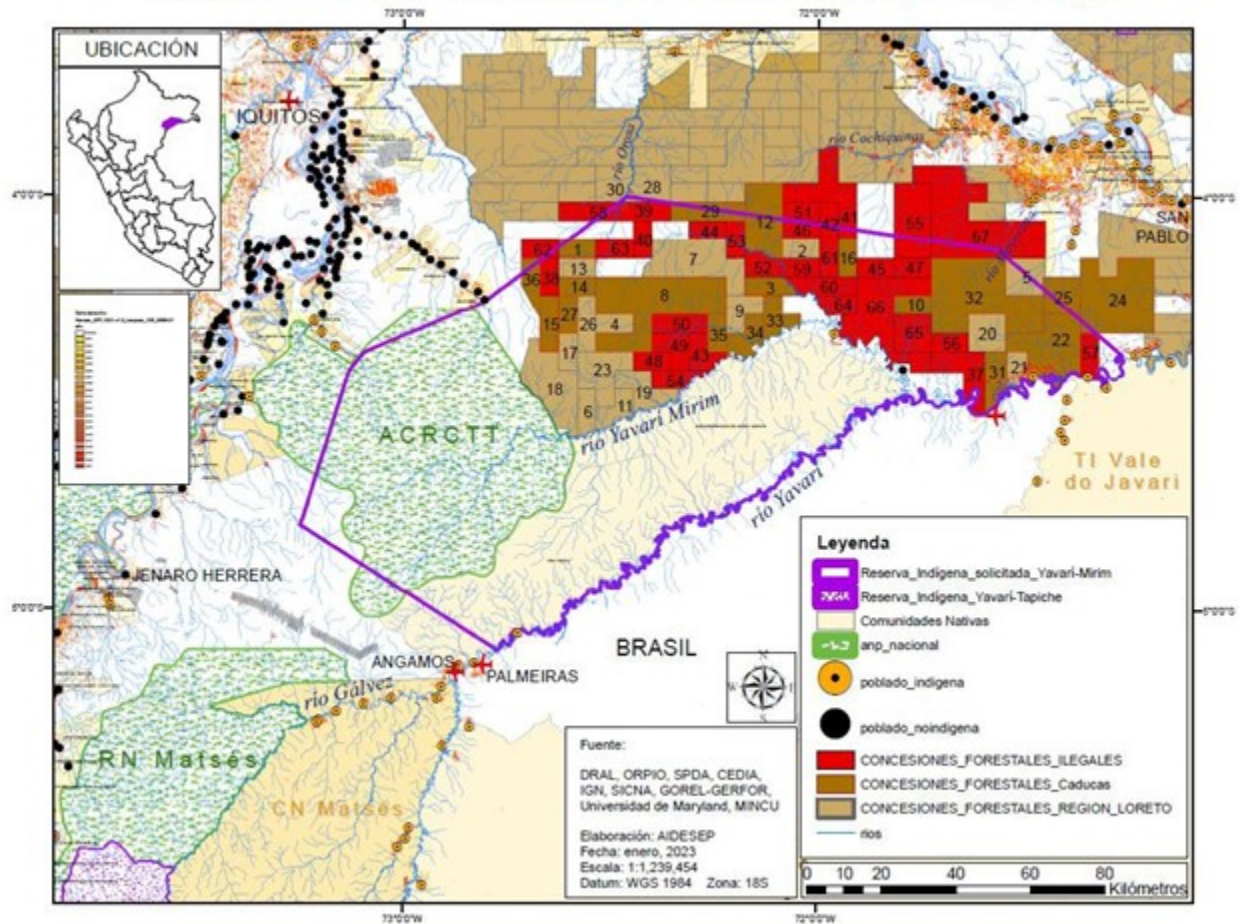 73°0'0"W
72°0'0"W
UBICACIÓN
IQUITOS
río Orosa
río Cochiquinas
4°0'0"S
4°0'0"S
30
28
SAN
PABLO
58
39
29
12
51
41
42
46
55
67
62
1
63
40
44
53
7
2
61
16
13
36
38
14
52
59
45
47
5
8
3
60
32
25
24
27
64
66
10
15
26
4
9
33
50
34
35
65
20
22
49
56
17
23
48
43
57
18
54
37
31
21
19
6
11
río Yavarí Mirim
ACRCTT
TI Vale
do Javari
río Yavarí
JENARO HERRERA
BRASIL
ANGAMOS
PALMEIRAS
río Gálvez
RN Matsés
CN Matsés
Leyenda
Reserva_Indígena_solicitada_Yavarí-Mirim
Reserva_Indígena_Yavarí-Tapiche
Comunidades Nativas
anp_nacional
poblado_indigena
poblado_noindigena
CONCESIONES_FORESTALES_ILEGALES
CONCESIONES_FORESTALES_Caducas
CONCESIONES_FORESTALES_REGION_LORETO
rios
Fuente:
DRAL, ORPIO, SPDA, CEDIA,
IGN, SICNA, GOREL-GERFOR,
Universidad de Maryland, MINCU
Elaboración: AIDESEP
Fecha: enero, 2023
Escala: 1:1,239,454
Datum: WGS 1984 Zona: 18S
0 10 20 40 60 80
Kilómetros
73°0'0"W
72°0'0"W